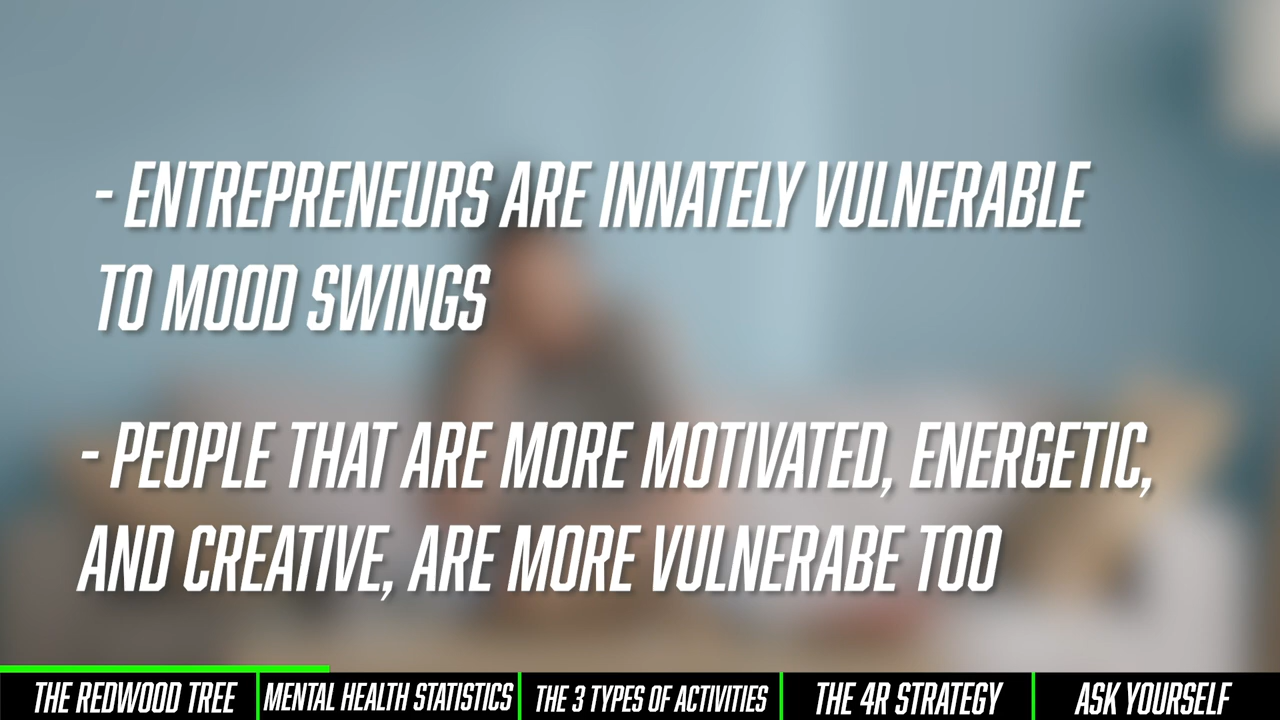 - ENTREPRENEURS ARE INNATELY VULNERABLE
TO MOOD SWINGS
- PEOPLE THAT ARE MORE MOTIVATED, ENERGETIC,
AND CREATIVE, ARE MORE VULNERABE TOO
THE REDWOOD TREE
MENTAL HEALTH STATISTICS
THE 3 TYPES OF ACTIVITIES
THE 4R STRATEGY
ASK YOURSELF